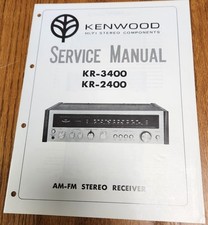 KENWOOD
HI/FI STEREO COMPONENTS
SERVICE MANUAL
KR-3400
KR-2400
AM-FM STEREO RECEIVER